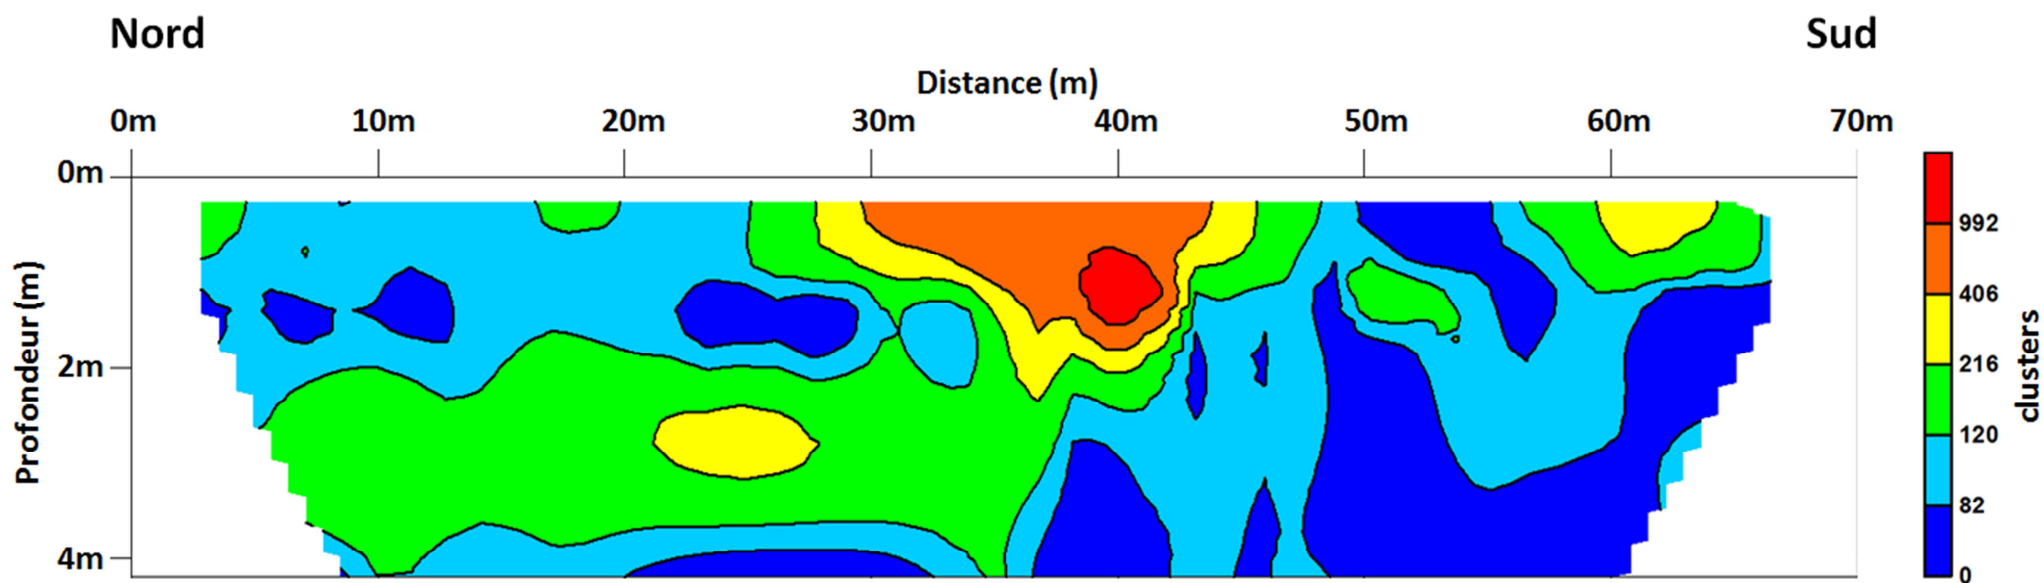 Nord
Sud
Distance (m)
0m 10m 20m 30m 40m 50m 60m 70m
0m
2m
4m
Profondeur (m)
992
406
216
120
82
0
clusters